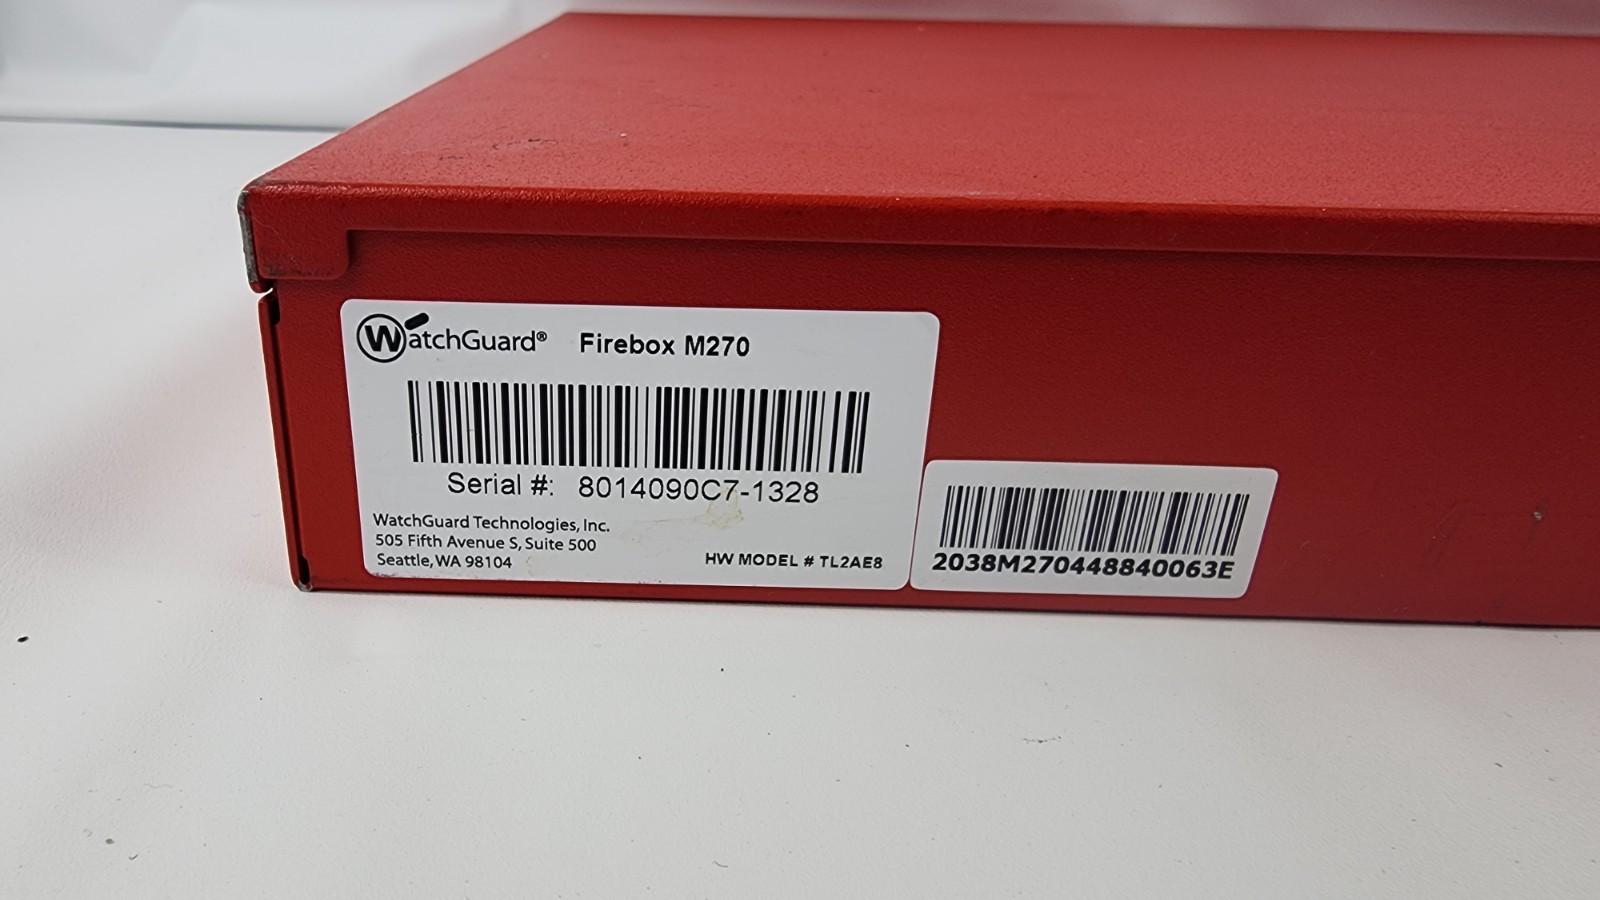 WatchGuard® Firebox M270
Serial #: 8014090C7-1328
WatchGuard Technologies, Inc.
505 Fifth Avenue S, Suite 500
Seattle, WA 98104
HW MODEL # TL2AE8
2038M270448840063E